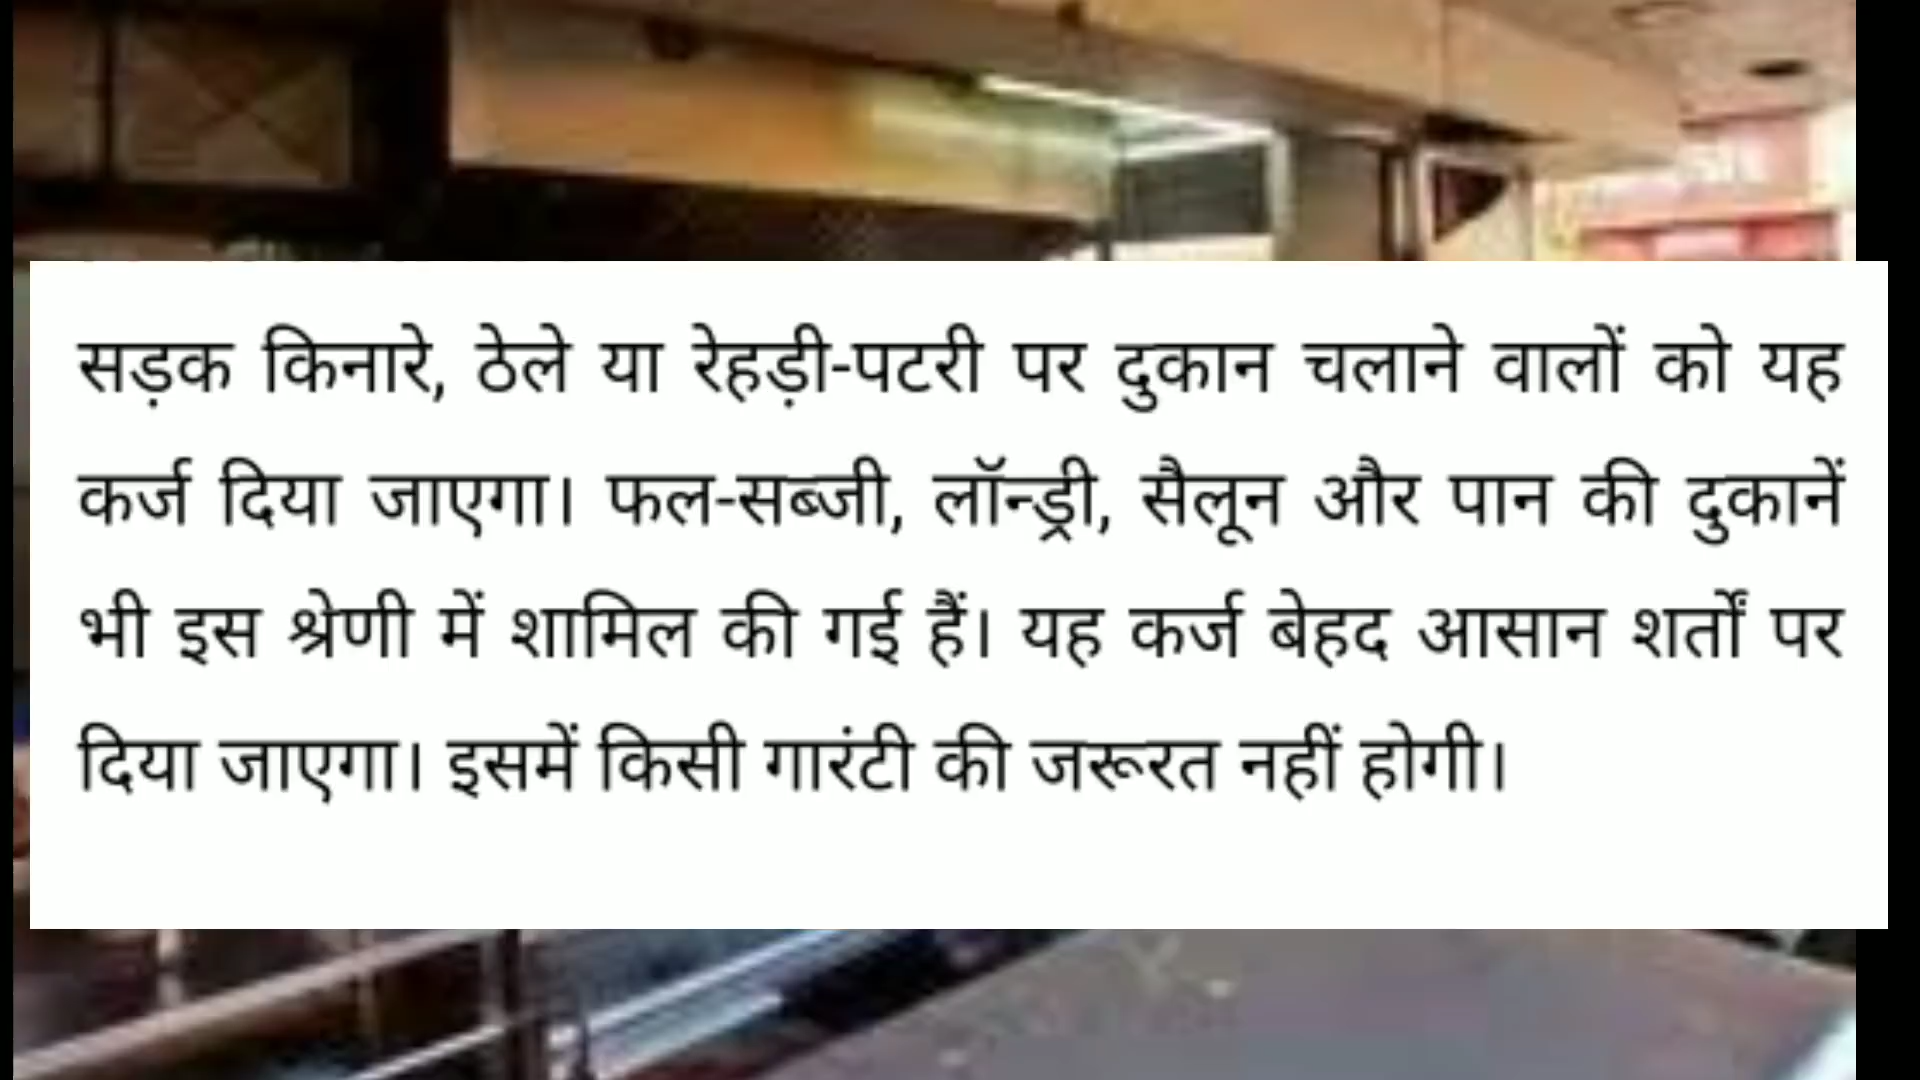 सड़क किनारे, ठेले या रेहड़ी-पटरी पर दुकान चलाने वालों को यह
कर्ज दिया जाएगा। फल-सब्जी, लॉन्ड्री, सैलून और पान की दुकानें
भी इस श्रेणी में शामिल की गई हैं। यह कर्ज बेहद आसान शर्तों पर
दिया जाएगा। इसमें किसी गारंटी की जरूरत नहीं होगी।